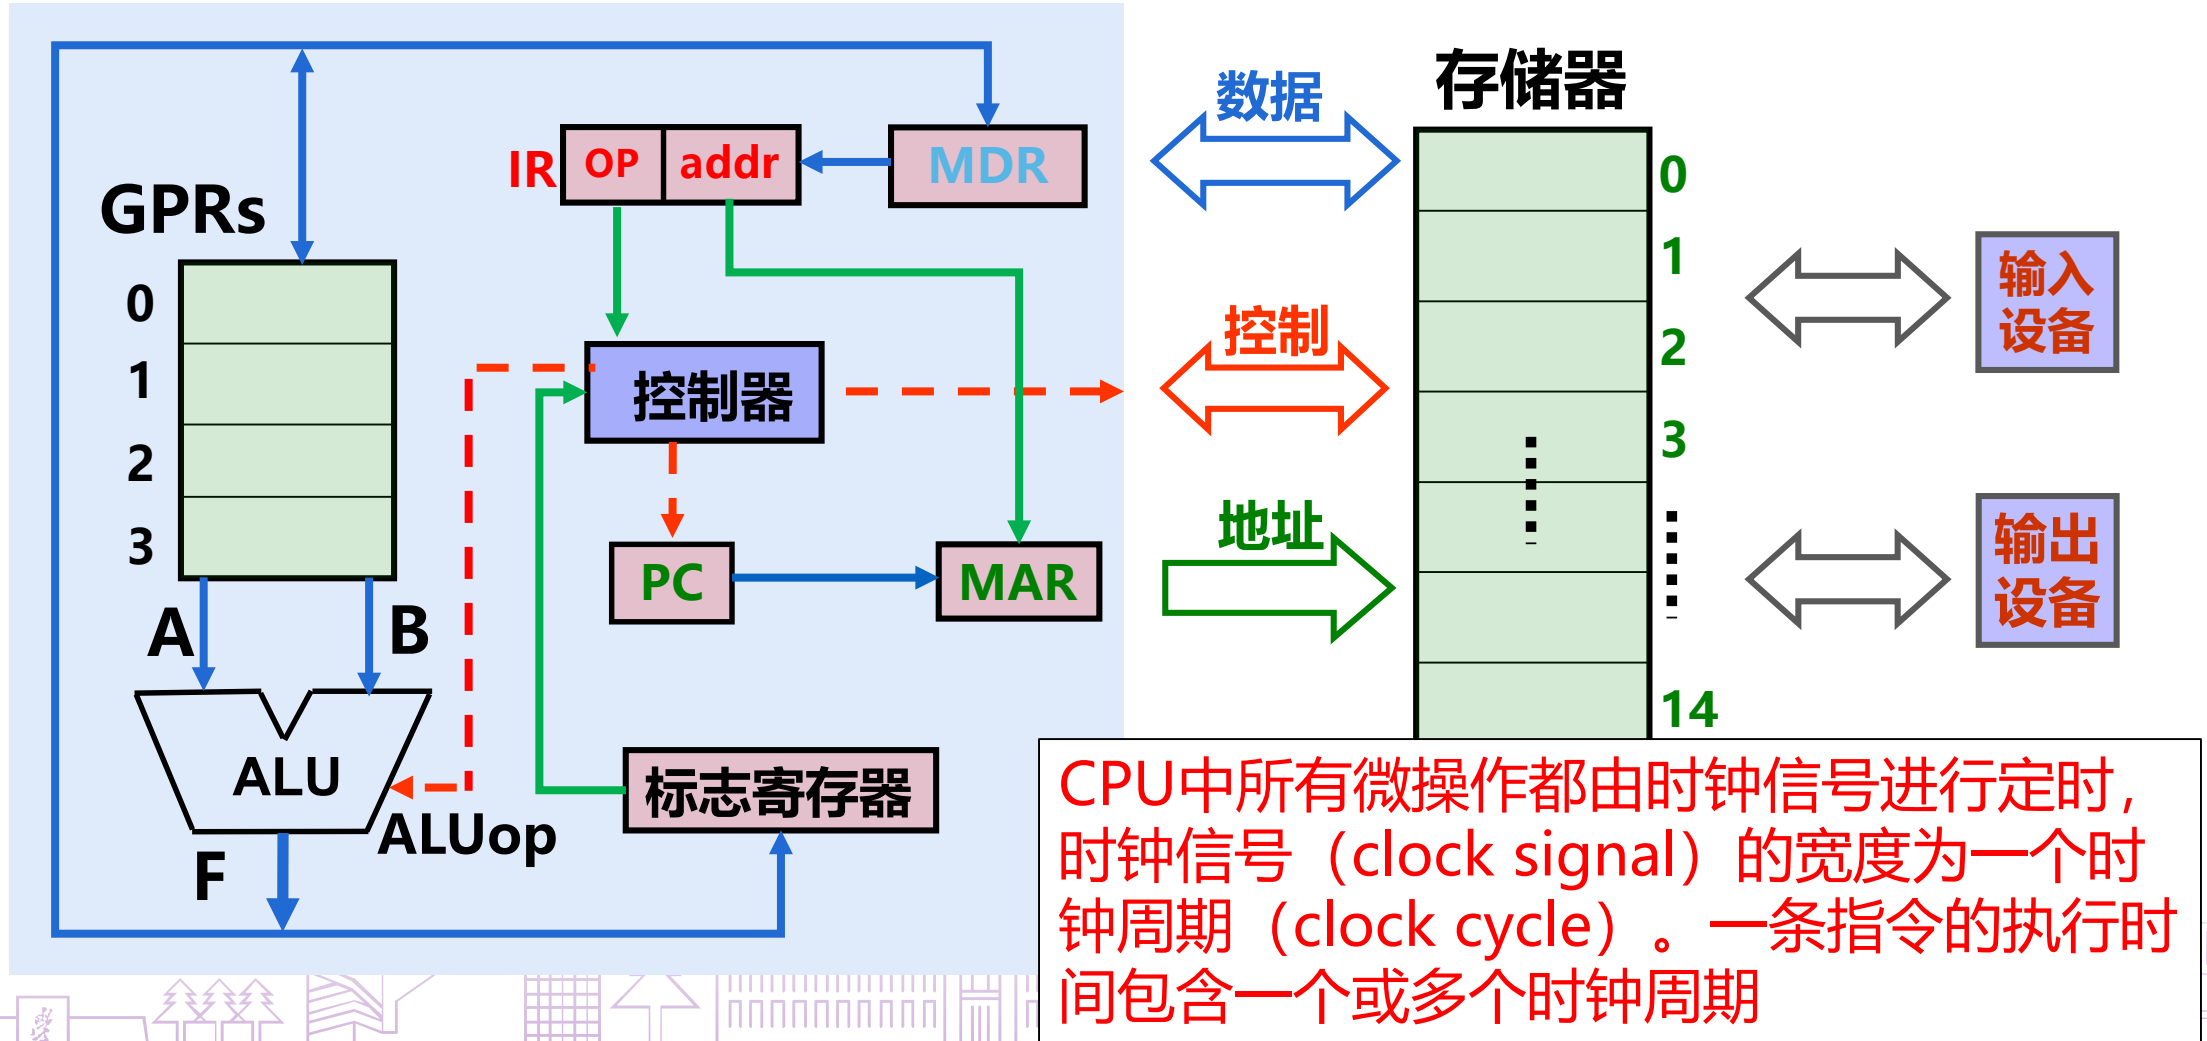 存储器
数据
IR OP addr
MDR
0
GPRs
1
输入
设备
0
控制
1
控制器
2
3
2
地址
输出
设备
3
PC
MAR
A
B
14
ALU
标志寄存器
ALUop
F
CPU中所有微操作都由时钟信号进行定时,
时钟信号（clock signal）的宽度为一个时
钟周期（clock cycle）。一条指令的执行时
间包含一个或多个时钟周期